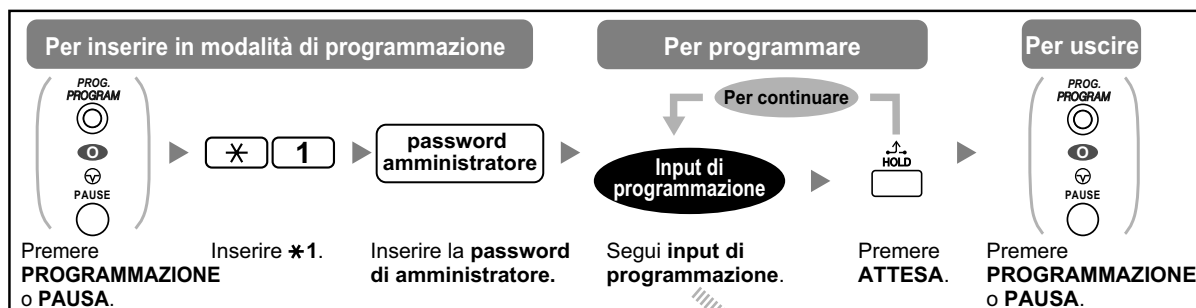 Per inserire in modalità di programmazione
Per programmare
Per uscire
PROG.
PROGRAM
O
PAUSE
* 1
password
amministratore
Per continuare
Input di
programmazione
HOLD
PROG.
PROGRAM
O
PAUSE
Premere
PROGRAMMAZIONE
o PAUSA.
Inserire *1.
Inserire la password
di amministratore.
Segui input di
programmazione.
Premere
ATTESA.
Premere
PROGRAMMAZIONE
o PAUSA.